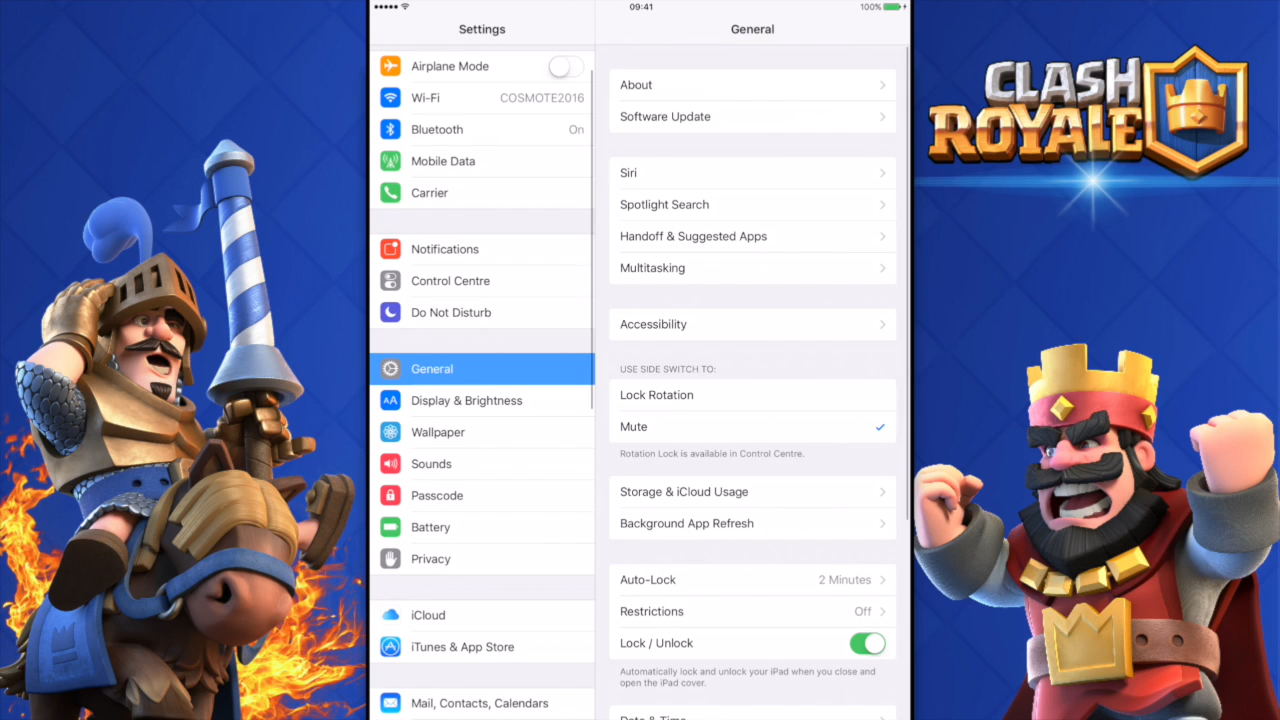 09:41
100%
Settings
General
Airplane Mode
Wi-Fi COSMOTE2016
Bluetooth On
Mobile Data
Carrier
Notifications
Control Centre
Do Not Disturb
General
Display & Brightness
Wallpaper
Sounds
Passcode
Battery
Privacy
iCloud
iTunes & App Store
Mail, Contacts, Calendars
About
Software Update
Siri
Spotlight Search
Handoff & Suggested Apps
Multitasking
Accessibility
USE SIDE SWITCH TO:
Lock Rotation
Mute
Rotation Lock is available in Control Centre.
Storage & iCloud Usage
Background App Refresh
Auto-Lock 2 Minutes
Restrictions Off
Lock / Unlock
Automatically lock and unlock your iPad when you close and
open the iPad cover.
Date & Time
CLASH
ROYALE